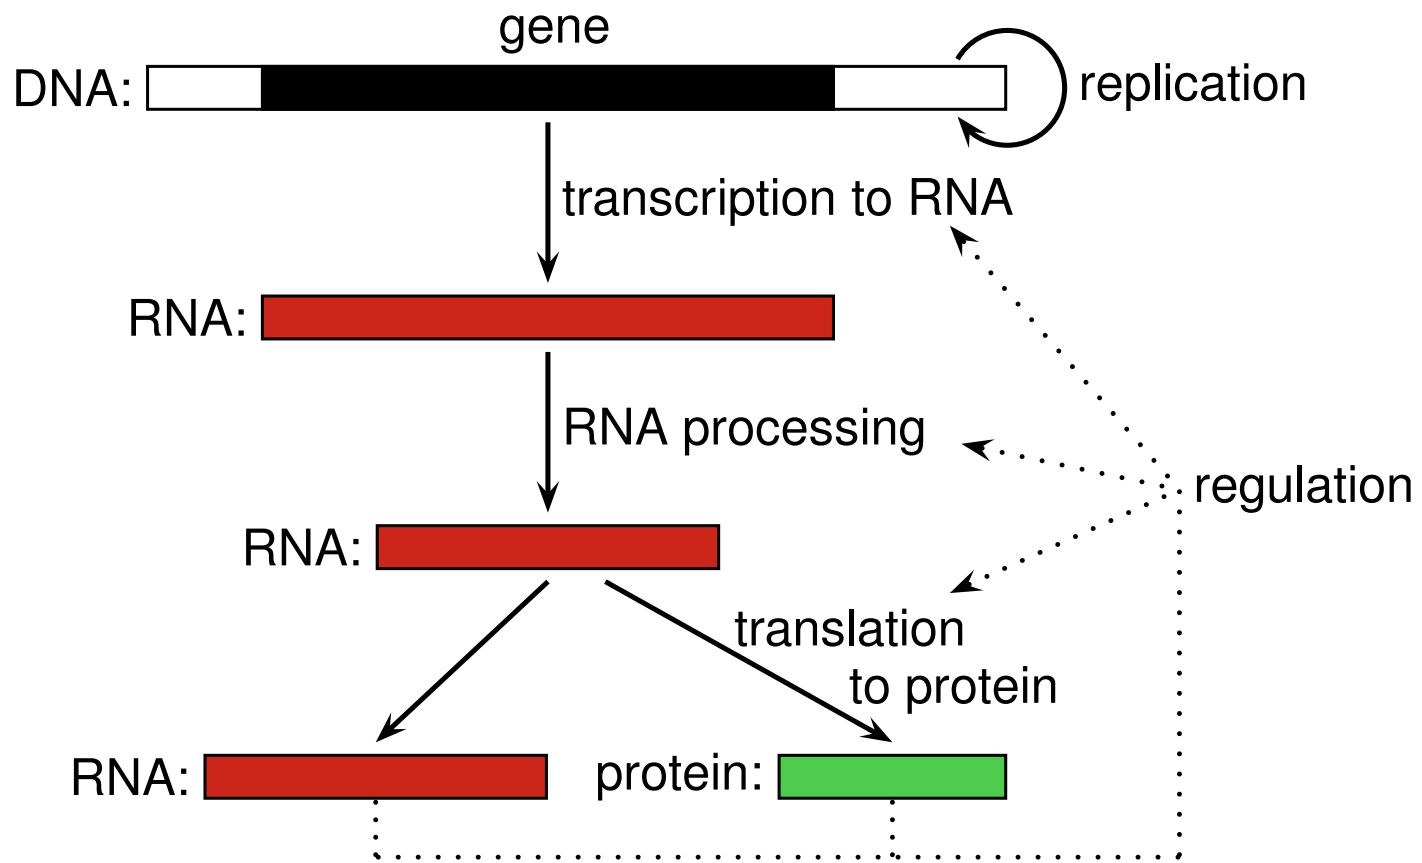 gene
DNA:
replication
transcription to RNA
RNA:
RNA processing
regulation
RNA:
translation
to protein
RNA:
protein: